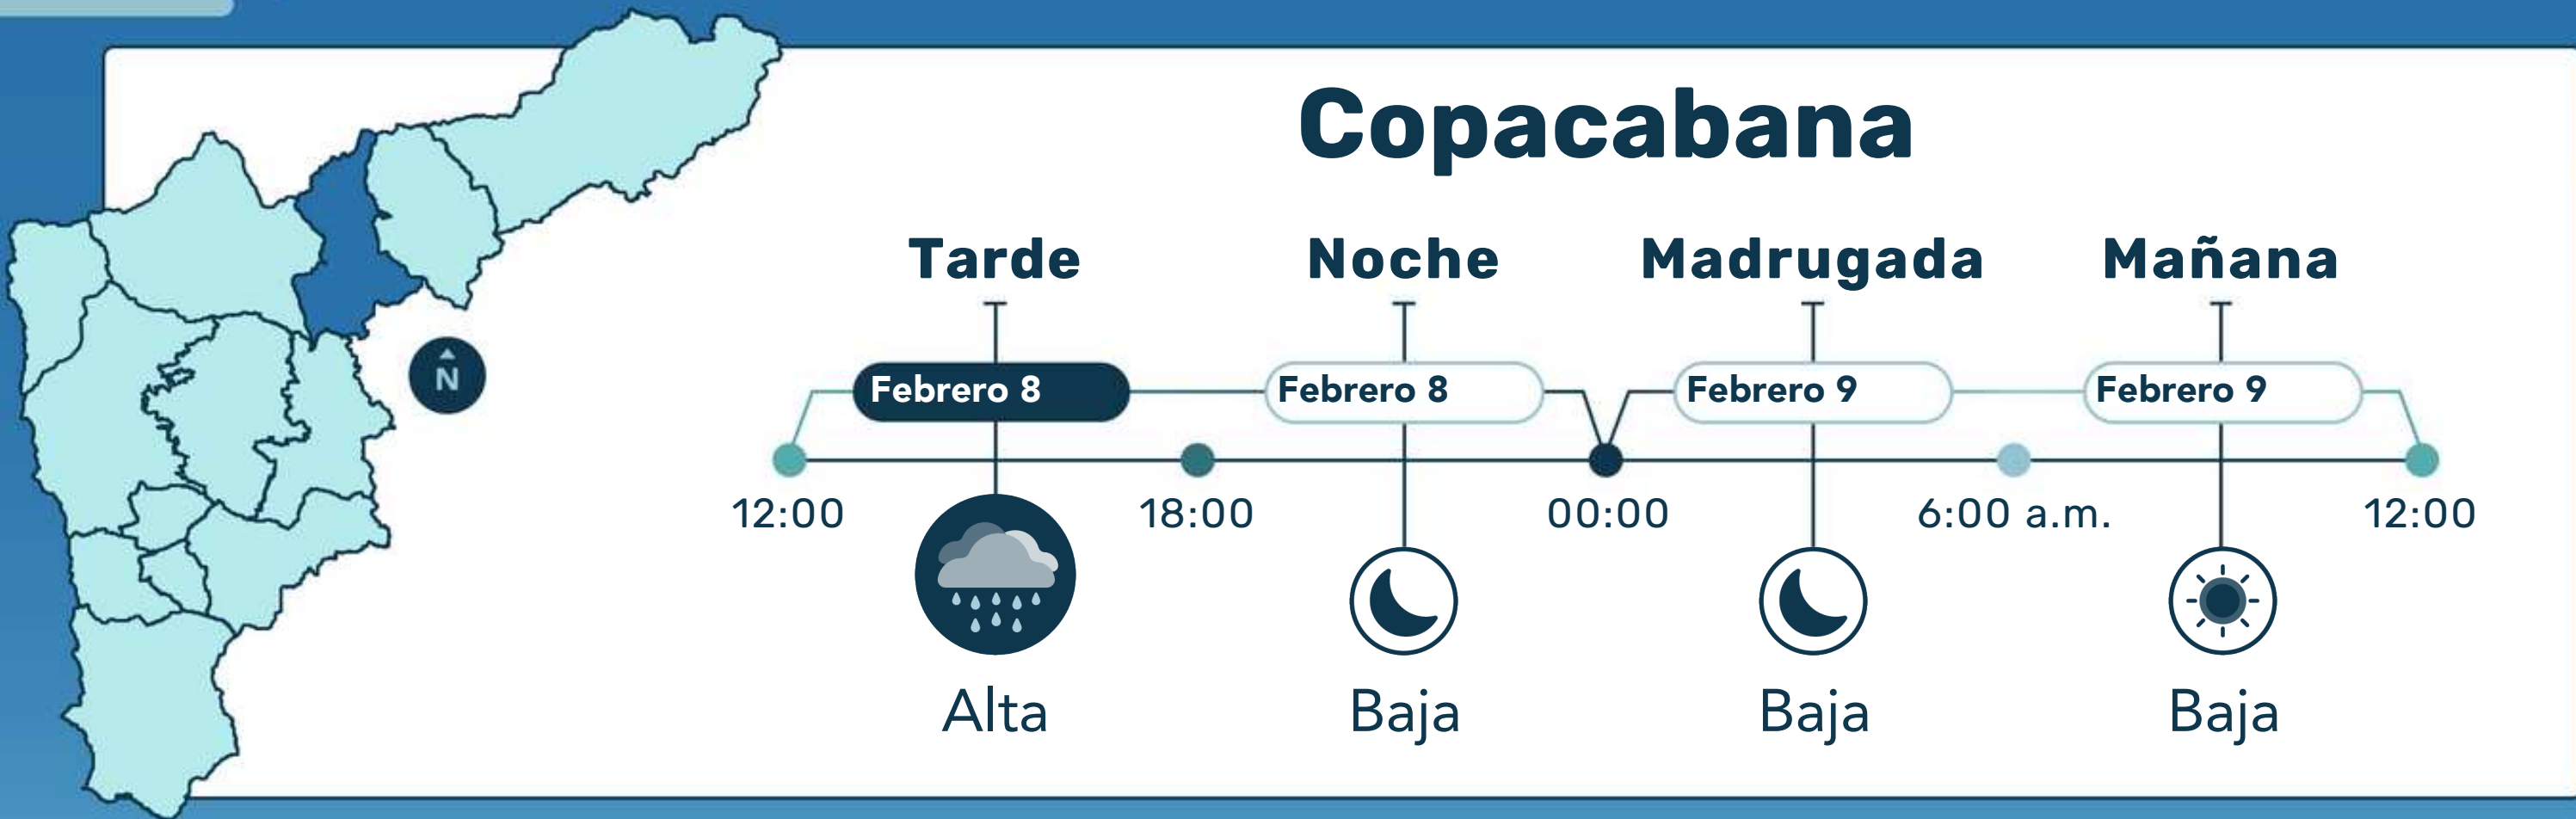 Copacabana
Tarde Noche Madrugada Mañana
Febrero 8 Febrero 8 Febrero 9 Febrero 9
N
12:00 18:00 00:00 6:00 a.m. 12:00
Alta Baja Baja Baja